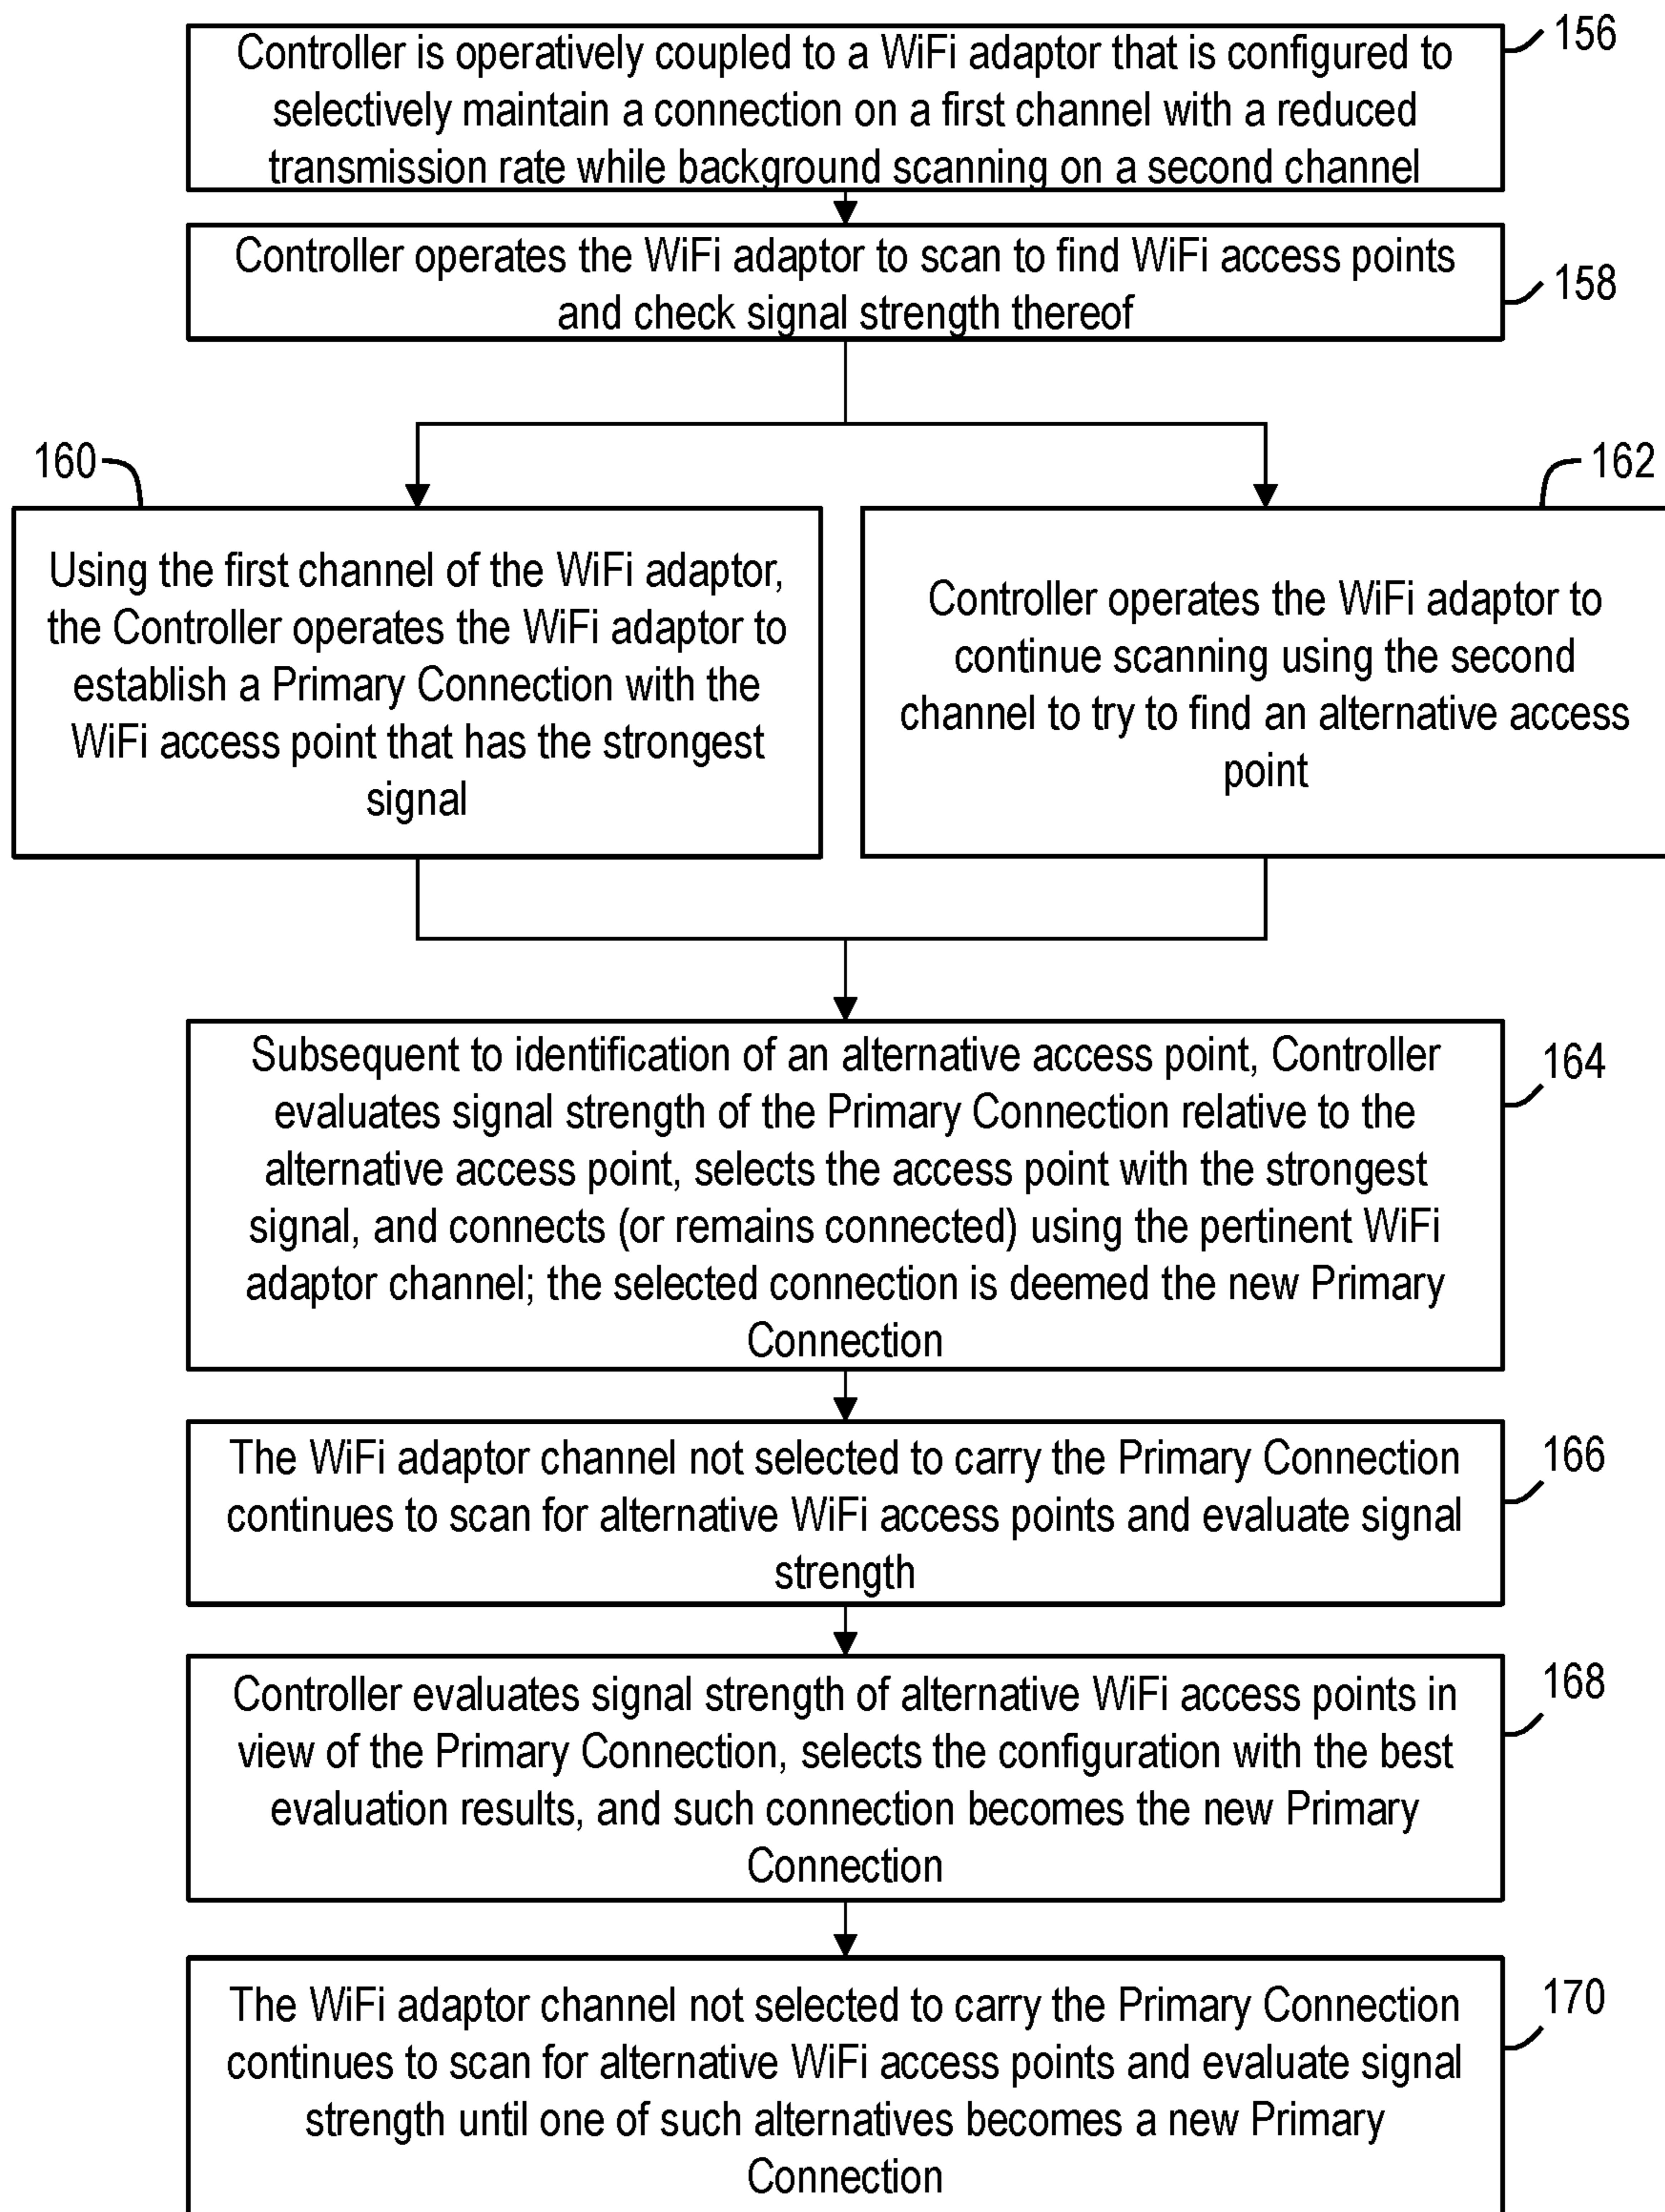 Controller is operatively coupled to a WiFi adaptor that is configured to
selectively maintain a connection on a first channel with a reduced
transmission rate while background scanning on a second channel
156
Controller operates the WiFi adaptor to scan to find WiFi access points
and check signal strength thereof
158
160
Using the first channel of the WiFi adaptor,
the Controller operates the WiFi adaptor to
establish a Primary Connection with the
WiFi access point that has the strongest
signal
162
Controller operates the WiFi adaptor to
continue scanning using the second
channel to try to find an alternative access
point
Subsequent to identification of an alternative access point, Controller
evaluates signal strength of the Primary Connection relative to the
alternative access point, selects the access point with the strongest
signal, and connects (or remains connected) using the pertinent WiFi
adaptor channel; the selected connection is deemed the new Primary
Connection
164
The WiFi adaptor channel not selected to carry the Primary Connection
continues to scan for alternative WiFi access points and evaluate signal
strength
166
Controller evaluates signal strength of alternative WiFi access points in
view of the Primary Connection, selects the configuration with the best
evaluation results, and such connection becomes the new Primary
Connection
168
The WiFi adaptor channel not selected to carry the Primary Connection
continues to scan for alternative WiFi access points and evaluate signal
strength until one of such alternatives becomes a new Primary
Connection
170